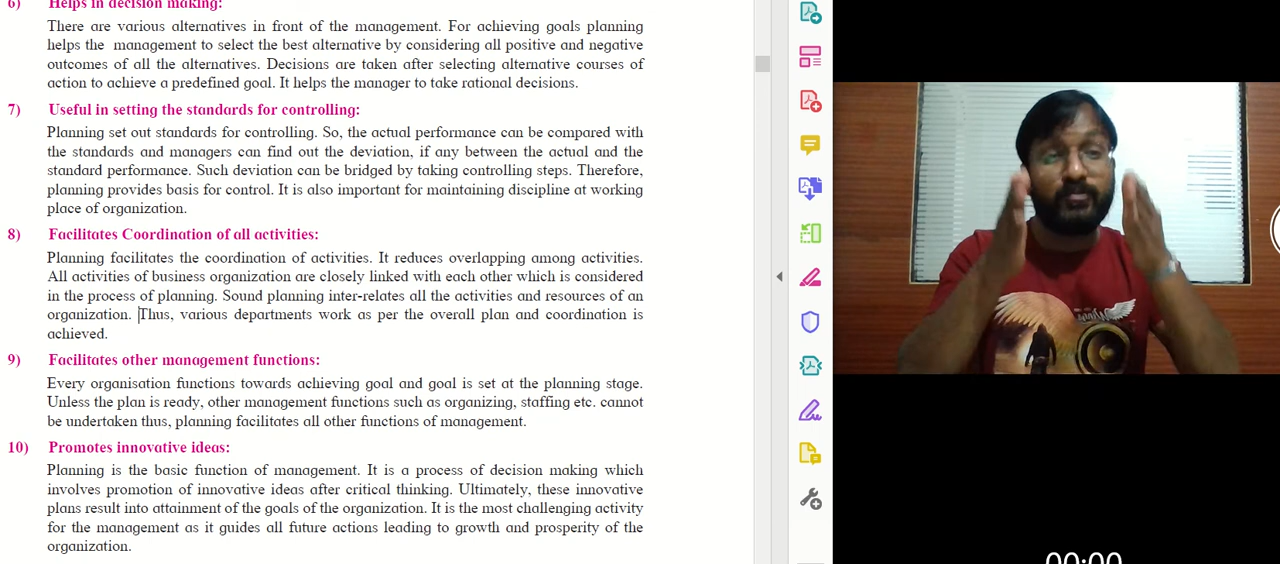 6) Helps in decision making:
There are various alternatives in front of the management. For achieving goals planning
helps the management to select the best alternative by considering all positive and negative
outcomes of all the alternatives. Decisions are taken after selecting alternative courses of
action to achieve a predefined goal. It helps the manager to take rational decisions.
7) Useful in setting the standards for controlling:
Planning set out standards for controlling. So, the actual performance can be compared with
the standards and managers can find out the deviation, if any between the actual and the
standard performance. Such deviation can be bridged by taking controlling steps. Therefore,
planning provides basis for control. It is also important for maintaining discipline at working
place of organization.
8) Facilitates Coordination of all activities:
Planning facilitates the coordination of activities. It reduces overlapping among activities.
All activities of business organization are closely linked with each other which is considered
in the process of planning. Sound planning inter-relates all the activities and resources of an
organization. Thus, various departments work as per the overall plan and coordination is
achieved.
9) Facilitates other management functions:
Every organisation functions towards achieving goal and goal is set at the planning stage.
Unless the plan is ready, other management functions such as organizing, staffing etc. cannot
be undertaken thus, planning facilitates all other functions of management.
10) Promotes innovative ideas:
Planning is the basic function of management. It is a process of decision making which
involves promotion of innovative ideas after critical thinking. Ultimately, these innovative
plans result into attainment of the goals of the organization. It is the most challenging activity
for the management as it guides all future actions leading to growth and prosperity of the
organization.
00:00